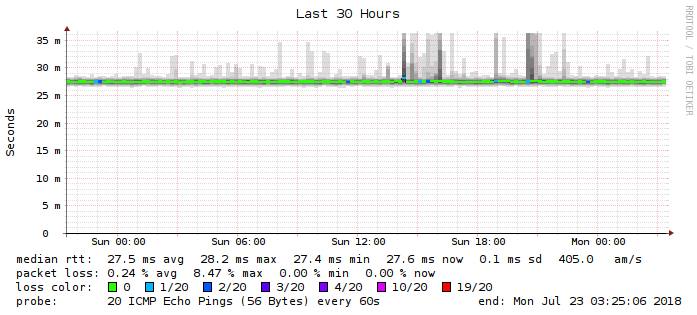 Last 30 Hours
RRDTOOL / TOBI OETIKER
Seconds
35 m
30 m
25 m
20 m
15 m
10 m
5 m
0
Sun 00:00 Sun 06:00 Sun 12:00 Sun 18:00 Mon 00:00
median rtt: 27.5 ms avg 28.2 ms max 27.4 ms min 27.6 ms now 0.1 ms sd 405.0 am/s
packet loss: 0.24 % avg 8.47 % max 0.00 % min 0.00 % now
loss color: 0 1/20 2/20 3/20 4/20 10/20 19/20
probe: 20 ICMP Echo Pings (56 Bytes) every 60s end: Mon Jul 23 03:25:06 2018